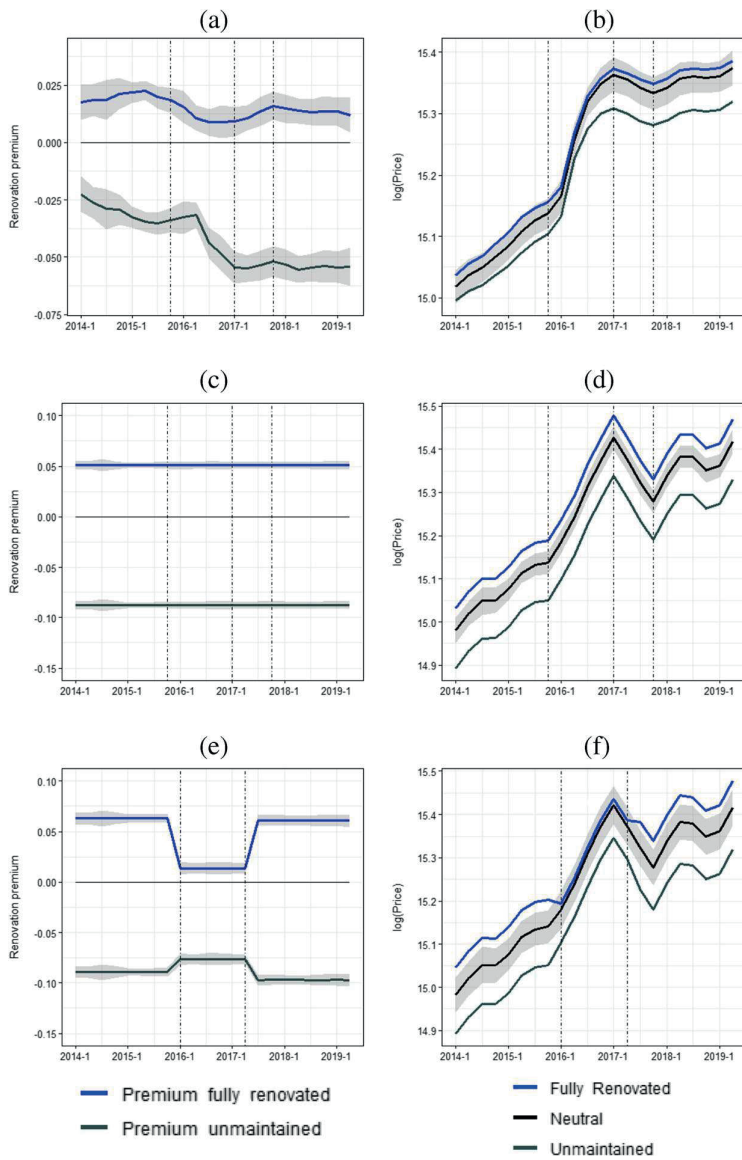 (a)
Renovation premium
0.025
0.000
-0.025
-0.050
-0.075
2014-1 2015-1 2016-1 2017-1 2018-1 2019-1
(b)
log(Price)
15.4
15.3
15.2
15.1
15.0
2014-1 2015-1 2016-1 2017-1 2018-1 2019-1
(c)
Renovation premium
0.10
0.05
0.00
-0.05
-0.10
-0.15
2014-1 2015-1 2016-1 2017-1 2018-1 2019-1
(d)
log(Price)
15.5
15.4
15.3
15.2
15.1
15.0
14.9
2014-1 2015-1 2016-1 2017-1 2018-1 2019-1
(e)
Renovation premium
0.10
0.05
0.00
-0.05
-0.10
-0.15
2014-1 2015-1 2016-1 2017-1 2018-1 2019-1
(f)
log(Price)
15.5
15.4
15.3
15.2
15.1
15.0
14.9
2014-1 2015-1 2016-1 2017-1 2018-1 2019-1
Premium fully renovated
Premium unmaintained
Fully Renovated
Neutral
Unmaintained